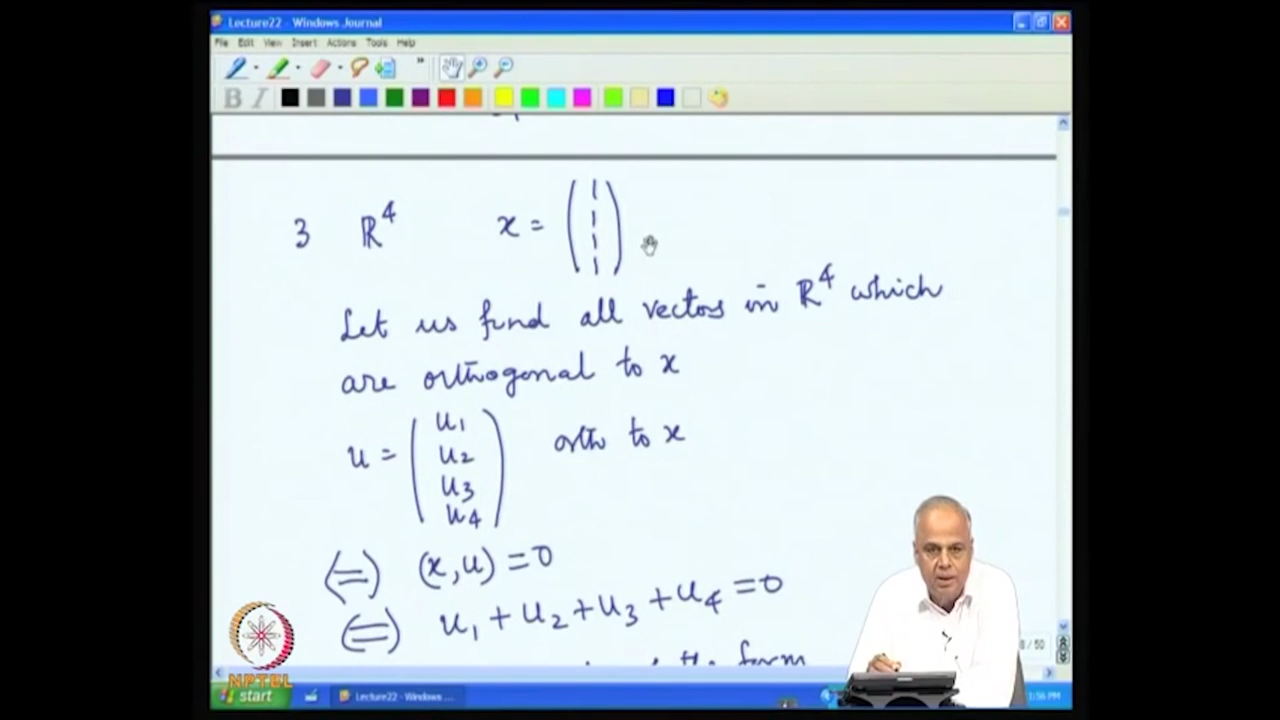 Lecture22 - Windows Journal
File Edit View Insert Actions Tools Help
B I
3 ℝ⁴ x = ( 1 1 1 1 )
Let us find all vectors in ℝ⁴ which
are orthogonal to x
u = ( u₁ u₂ u₃ u₄ ) orth to x
⇔ (x, u) = 0
⇔ u₁ + u₂ + u₃ + u₄ = 0
the form
NPTEL
start Lecture22 - Windows ...